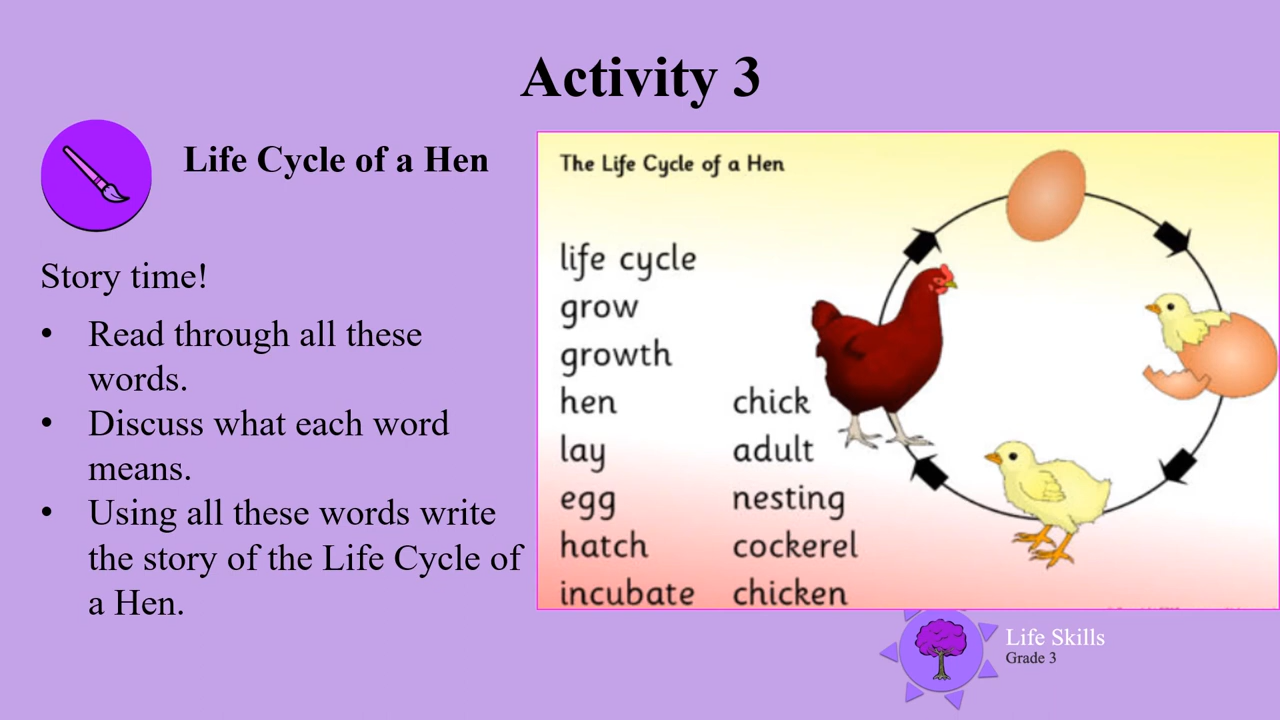 Activity 3
Life Cycle of a Hen
Story time!
• Read through all these
words.
• Discuss what each word
means.
• Using all these words write
the story of the Life Cycle of
a Hen.
The Life Cycle of a Hen
life cycle
grow
growth
hen
lay
egg
hatch
incubate
chick
adult
nesting
cockerel
chicken
Life Skills
Grade 3